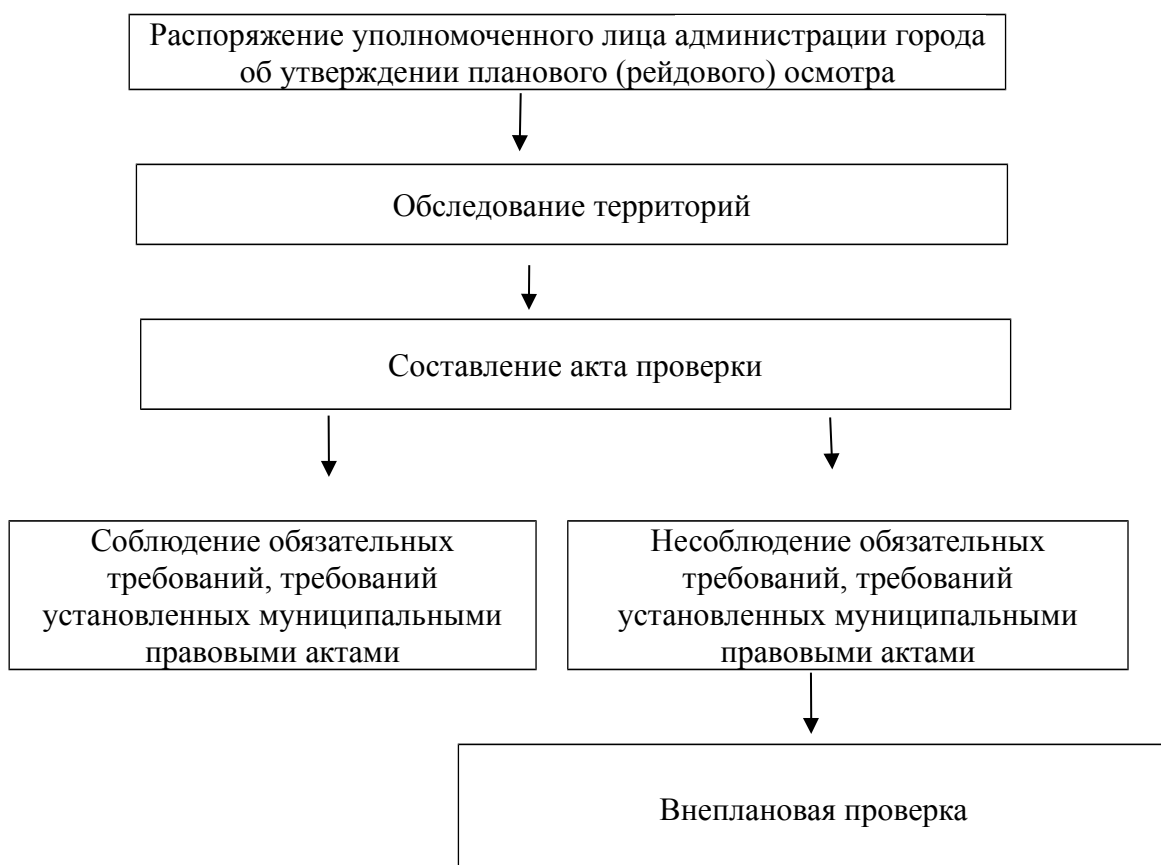 Распоряжение уполномоченного лица администрации города
об утверждении планового (рейдового) осмотра
Обследование территорий
Составление акта проверки
Соблюдение обязательных
требований, требований
установленных муниципальными
правовыми актами
Несоблюдение обязательных
требований, требований
установленных муниципальными
правовыми актами
Внеплановая проверка